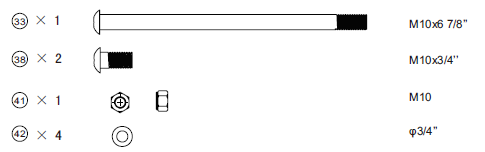 33 × 1 M10x6 7/8"
38 × 2 M10x3/4''
41 × 1 M10
42 × 4 φ3/4"